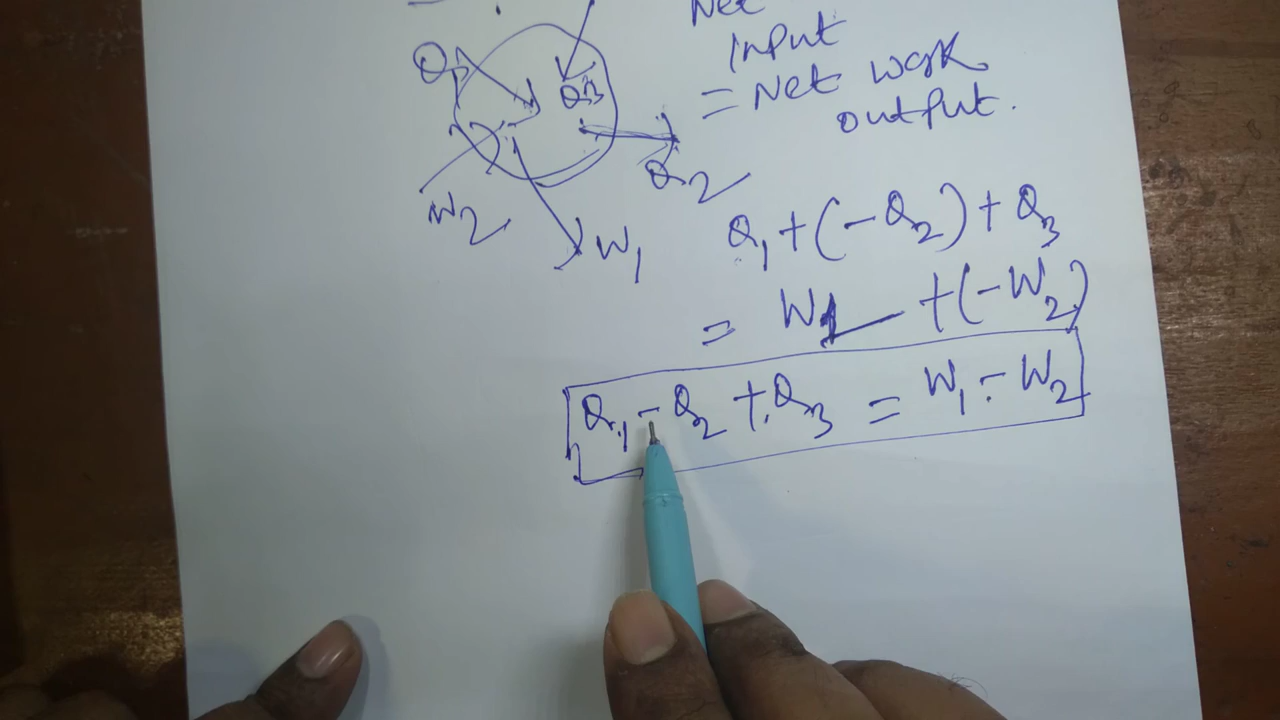 Net
input
= Net work
output.
Q1
Q3
Q2
W2
W1
Q₁ + (-Q₂) + Q₃
= W1 + (-W₂)
Q₁ - Q₂ + Q₃ = W₁ - W₂